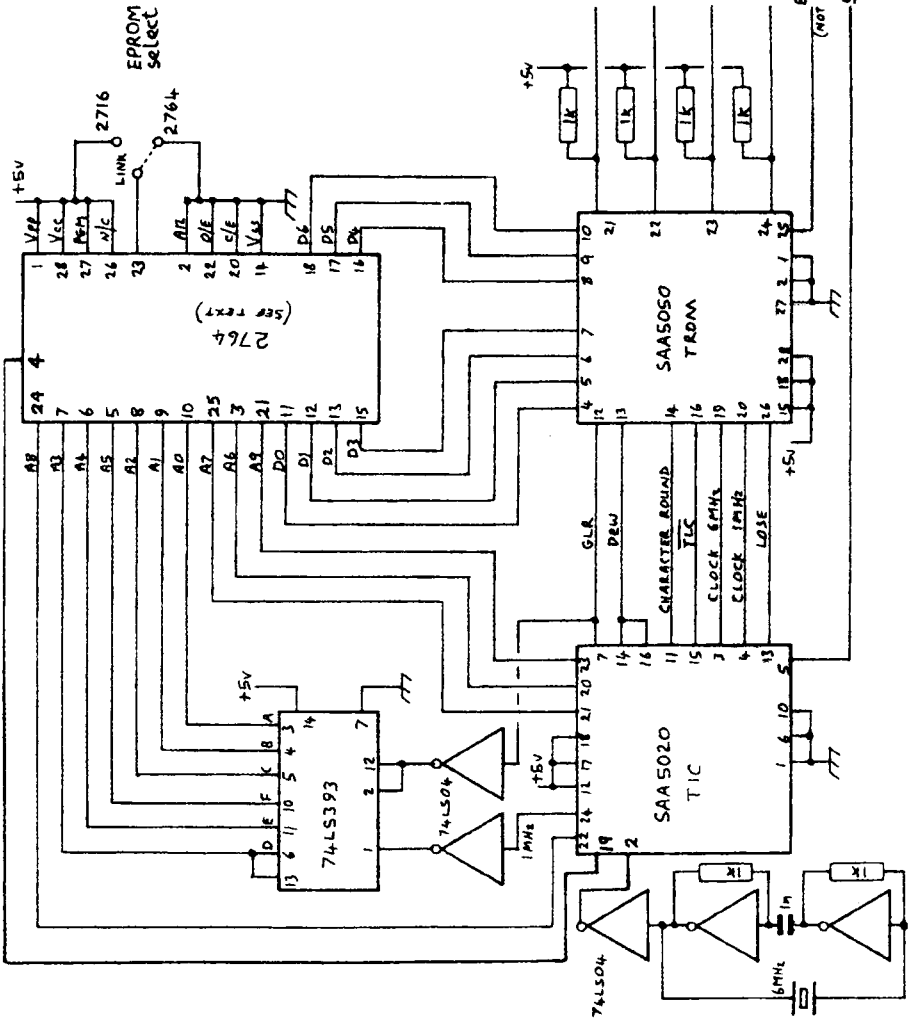 +5V
EPROM
select
2716
LINK
2764
VPP
VCC
PGM
N/C
A12
O/E
C/E
VSS
D6
D5
D4
1
28
27
26
23
2
22
20
14
18
17
16
2764
(SEE TEXT)
4
24
7
6
5
8
9
10
25
3
21
11
12
13
15
A8
A3
A4
A5
A2
A1
A0
A7
A6
A9
D0
D1
D2
D3
+5V
1K
1K
1K
1K
10
9
8
7
6
5
4
21
22
23
24
25
1
2
27
28
18
15
SAA5050
TROM
12
13
14
16
19
20
26
+5V
(NOT
GLR
DEW
CHARACTER ROUND
TLC
CLOCK 6MHz
CLOCK 1MHz
LOSE
+5V
A
B
C
F
E
D
3
4
5
10
11
6
13
14
7
12
2
1
74LS393
74LS04
1MHz
+5V
23
20
21
18
17
12
24
22
19
2
7
14
16
11
15
3
4
13
5
10
6
1
SAA5020
TIC
74LS04
1K
1n
1K
6MHz